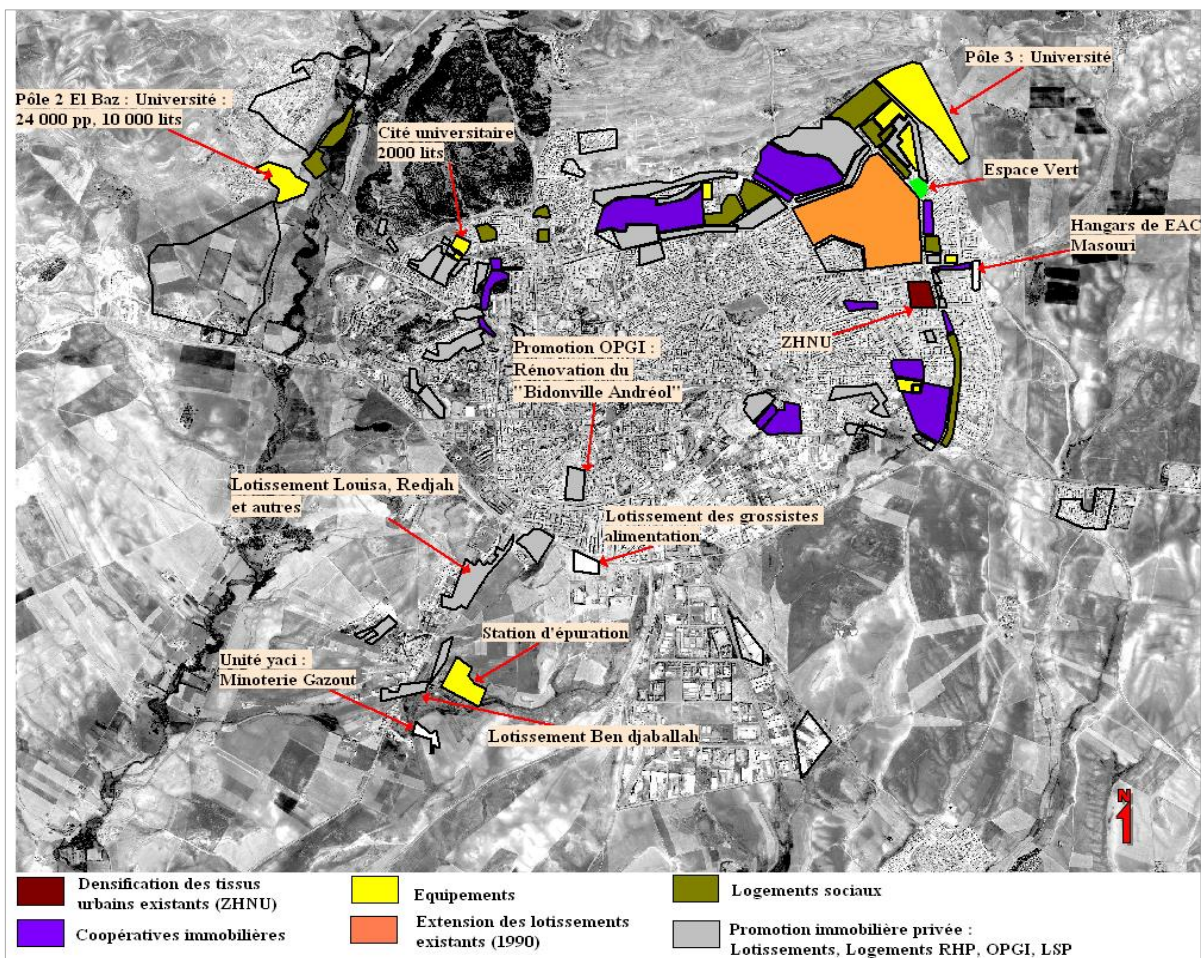 Pôle 3 : Université
Pôle 2 El Baz : Université :
24 000 pp, 10 000 lits
Cité universitaire
2000 lits
Espace Vert
Hangars de EAC
Masouri
ZHNU
Promotion OPGI :
Rénovation du
"Bidonville Andréol"
Lotissement Louisa, Redjah
et autres
Lotissement des grossistes
alimentation
Station d'épuration
Unité yaci :
Minoterie Gazout
Lotissement Ben djaballah
N
Densification des tissus
urbains existants (ZHNU)
Equipements
Logements sociaux
Coopératives immobilières
Extension des lotissements
existants (1990)
Promotion immobilière privée :
Lotissements, Logements RHP, OPGI, LSP